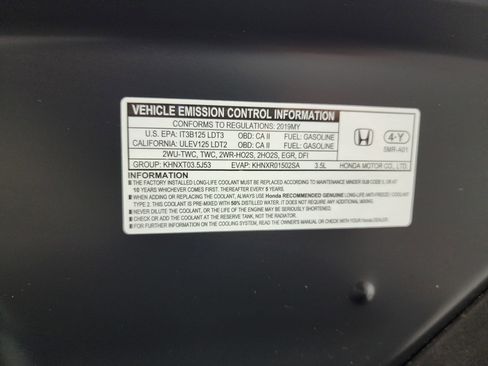 VEHICLE EMISSION CONTROL INFORMATION
CONFORMS TO REGULATIONS: 2019MY
U.S. EPA: IT3B125 LDT3 OBD: CA II FUEL: GASOLINE
CALIFORNIA: ULEV125 LDT2 OBD: CA II FUEL: GASOLINE
2WU-TWC, TWC, 2WR-HO2S, 2HO2S, EGR, DFI
GROUP: KHNXT03.5J53 EVAP: KHNXR01502SA 3.5L
4-Y
5MR-A01
HONDA MOTOR CO., LTD.
INFORMATION
■ THE FACTORY INSTALLED LONG-LIFE COOLANT MUST BE REPLACED ACCORDING TO MAINTENANCE MINDER SUB CODE 5, OR AT
10 YEARS WHICHEVER COMES FIRST. THEREAFTER EVERY 5 YEARS.
■ WHEN ADDING OR REPLACING THE COOLANT, ALWAYS USE Honda RECOMMENDED GENUINE LONG-LIFE ANTI-FREEZE / COOLANT
TYPE 2. THIS COOLANT IS PRE-MIXED WITH 50% DISTILLED WATER. IT DOES NOT REQUIRE ANY ADDITIONAL MIXING.
■ NEVER DILUTE THE COOLANT, OR THE LIFE OF THE ENGINE MAY BE SERIOUSLY REDUCED.
■ CHECK OR ADD THE COOLANT AT THE RESERVE TANK, NOT THE RADIATOR.
■ FOR FURTHER INFORMATION ON THE COOLING SYSTEM, READ THE OWNER'S MANUAL OR CHECK WITH YOUR Honda DEALER.